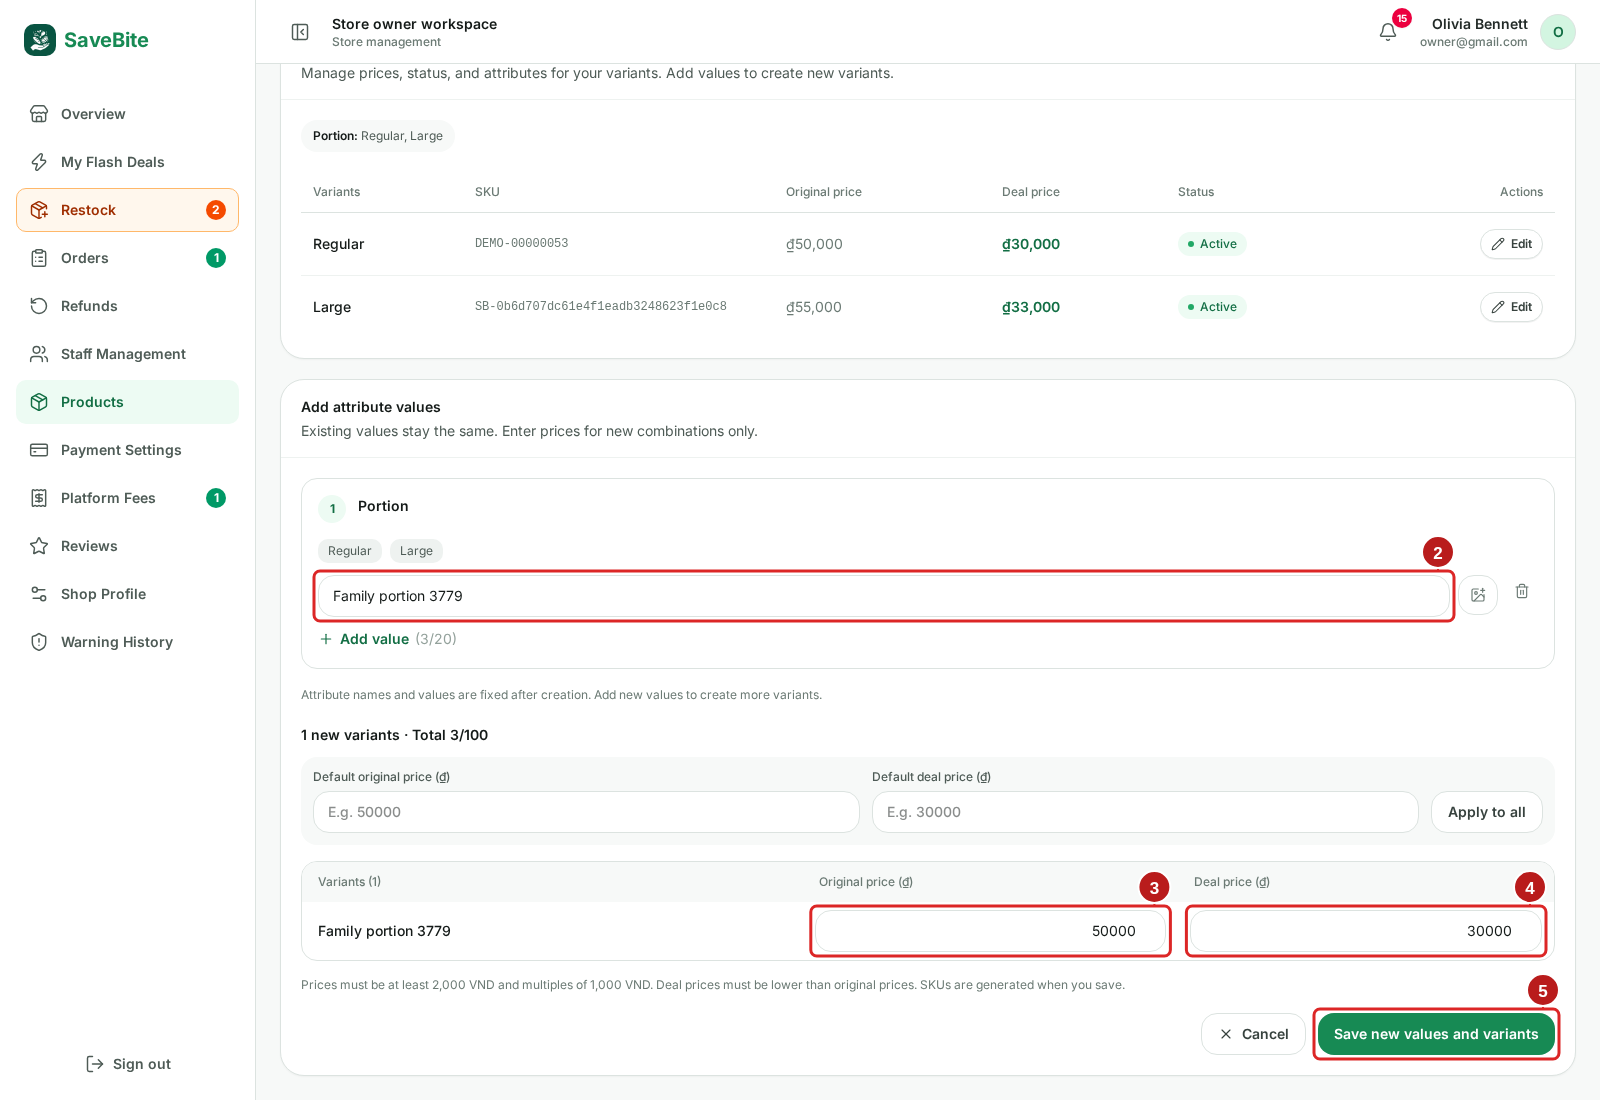 SaveBite
Store owner workspace
Store management
15
Olivia Bennett
owner@gmail.com
O
Overview
My Flash Deals
Restock 2
Orders 1
Refunds
Staff Management
Products
Payment Settings
Platform Fees 1
Reviews
Shop Profile
Warning History
Sign out
Manage prices, status, and attributes for your variants. Add values to create new variants.
Portion: Regular, Large
Variants SKU Original price Deal price Status Actions
Regular DEMO-00000053 ₫50,000 ₫30,000 Active Edit
Large SB-0b6d707dc61e4f1eadb3248623f1e0c8 ₫55,000 ₫33,000 Active Edit
Add attribute values
Existing values stay the same. Enter prices for new combinations only.
1 Portion
Regular Large
2
Family portion 3779
Add value (3/20)
Attribute names and values are fixed after creation. Add new values to create more variants.
1 new variants · Total 3/100
Default original price (₫) Default deal price (₫)
E.g. 50000 E.g. 30000 Apply to all
Variants (1) Original price (₫) 3 Deal price (₫) 4
Family portion 3779 50000 30000
Prices must be at least 2,000 VND and multiples of 1,000 VND. Deal prices must be lower than original prices. SKUs are generated when you save.
5
Cancel Save new values and variants